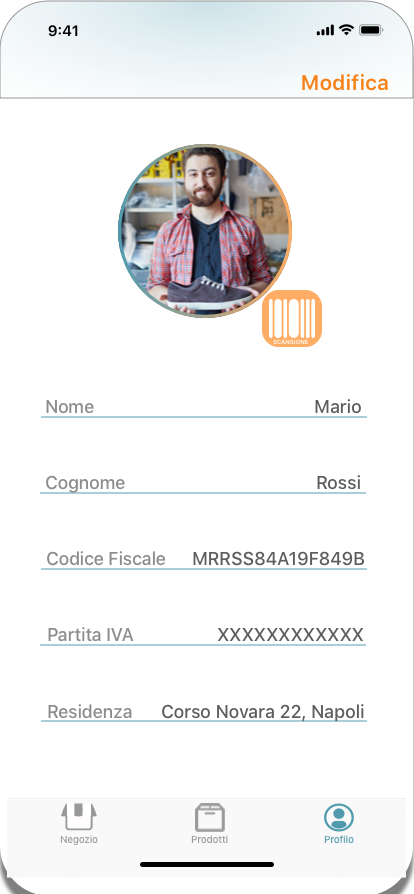 9:41
Modifica
SCANSIONE
Nome Mario
Cognome Rossi
Codice Fiscale MRRSS84A19F849B
Partita IVA XXXXXXXXXXXX
Residenza Corso Novara 22, Napoli
Negozio Prodotti Profilo